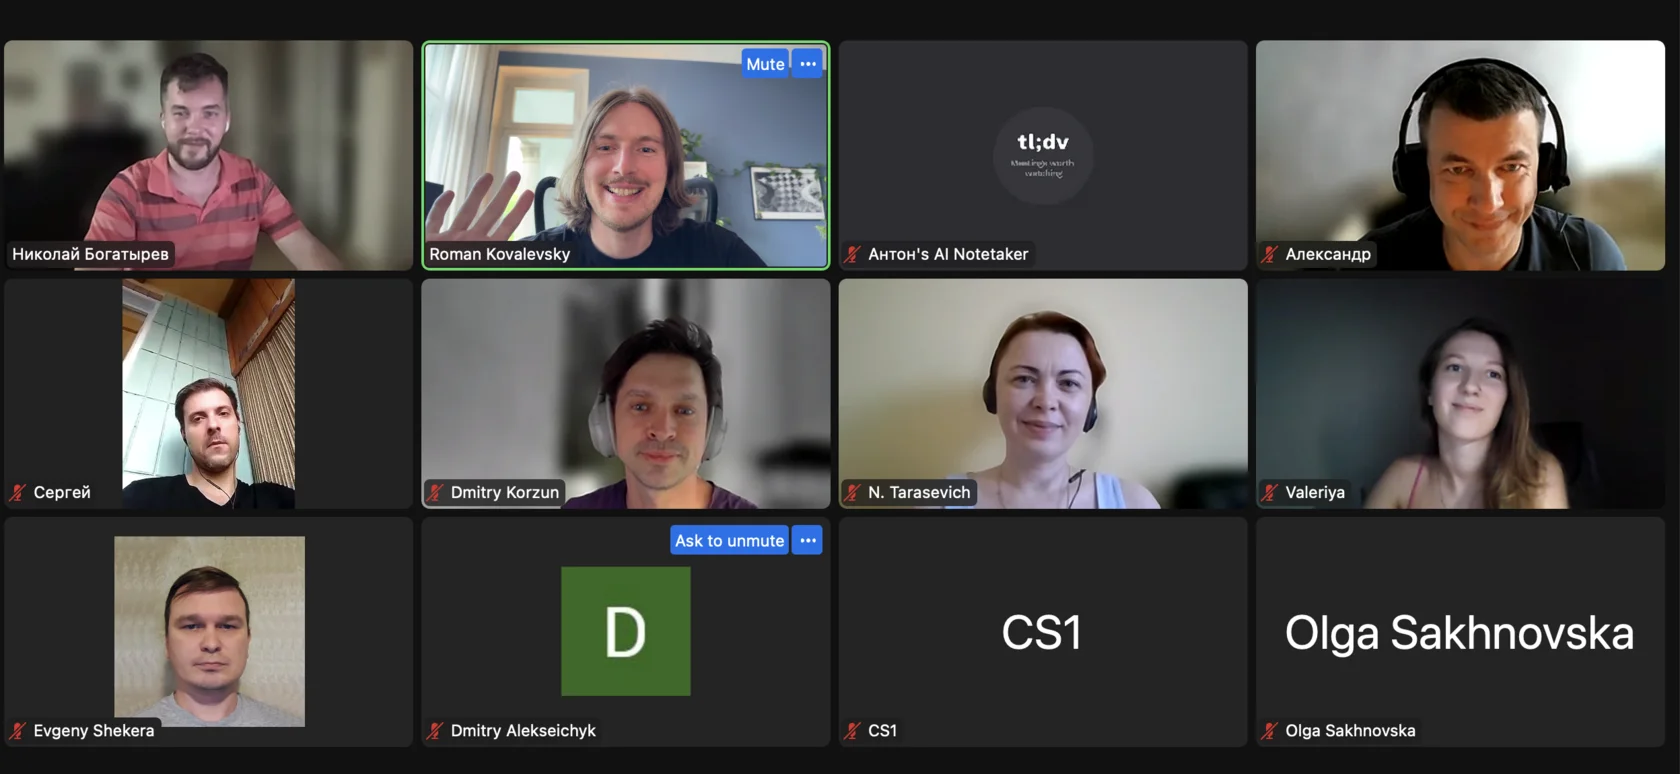 Mute
Николай Богатырев
Roman Kovalevsky
tl;dv
Meetings worth
watching
Антон's AI Notetaker
Александр
Сергей
Dmitry Korzun
N. Tarasevich
Valeriya
Ask to unmute
D
CS1
Olga Sakhnovska
Evgeny Shekera
Dmitry Alekseichyk
CS1
Olga Sakhnovska